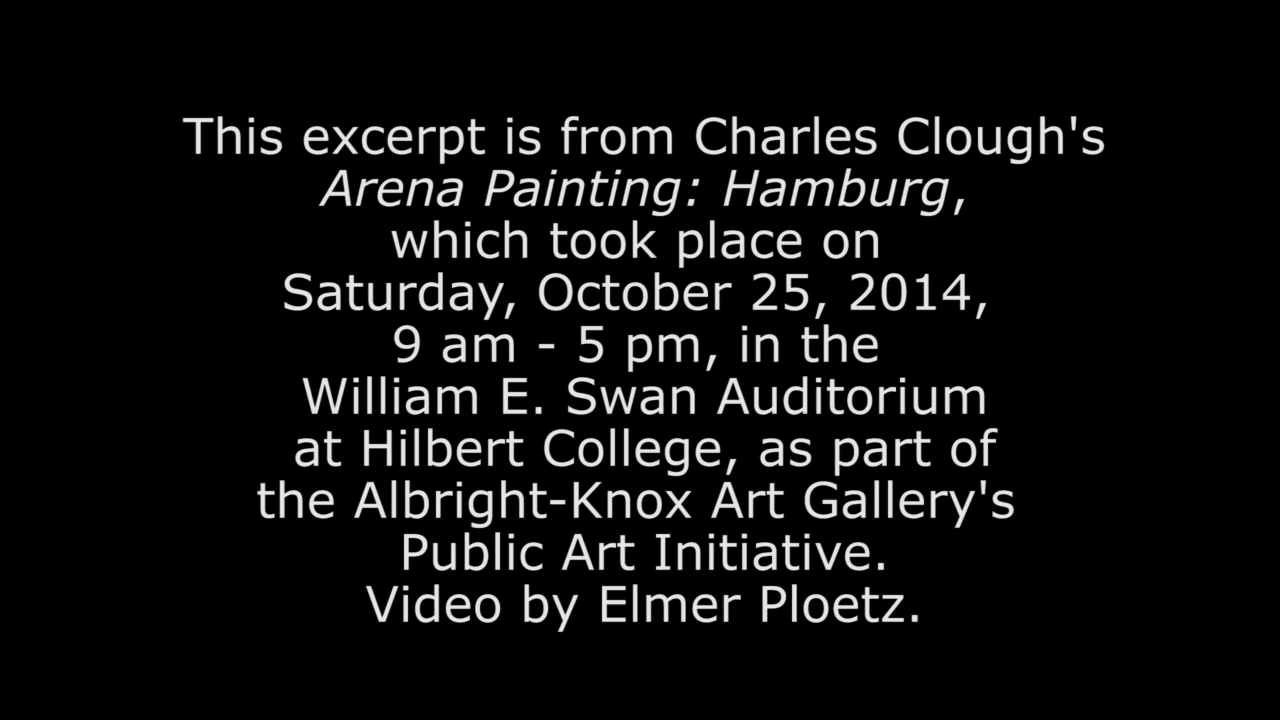 This excerpt is from Charles Clough's
Arena Painting: Hamburg,
which took place on
Saturday, October 25, 2014,
9 am - 5 pm, in the
William E. Swan Auditorium
at Hilbert College, as part of
the Albright-Knox Art Gallery's
Public Art Initiative.
Video by Elmer Ploetz.